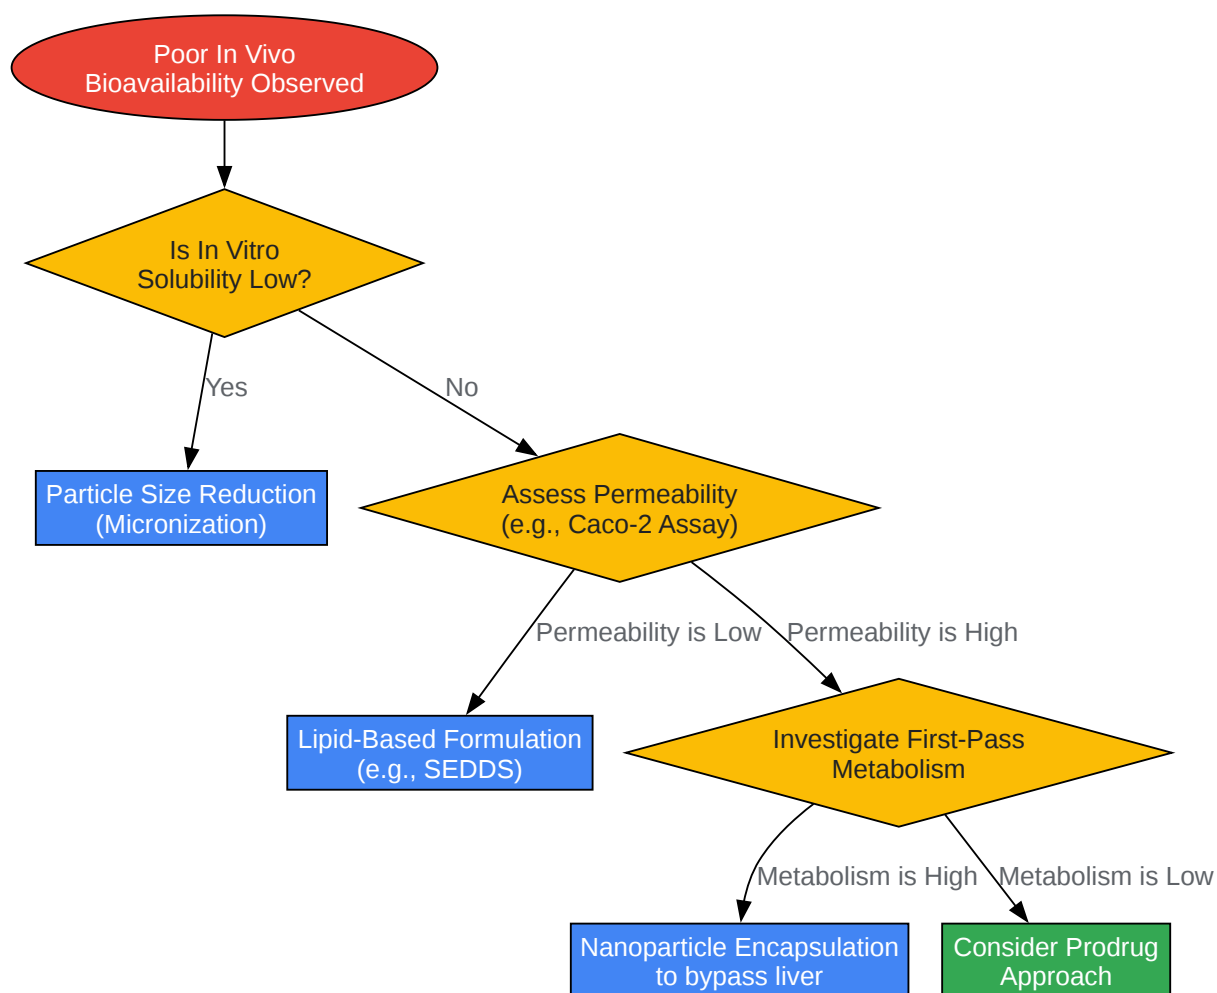 Poor In Vivo
Bioavailability Observed
Is In Vitro
Solubility Low?
Yes
No
Particle Size Reduction
(Micronization)
Assess Permeability
(e.g., Caco-2 Assay)
Permeability is Low
Permeability is High
Lipid-Based Formulation
(e.g., SEDDS)
Investigate First-Pass
Metabolism
Metabolism is High
Metabolism is Low
Nanoparticle Encapsulation
to bypass liver
Consider Prodrug
Approach